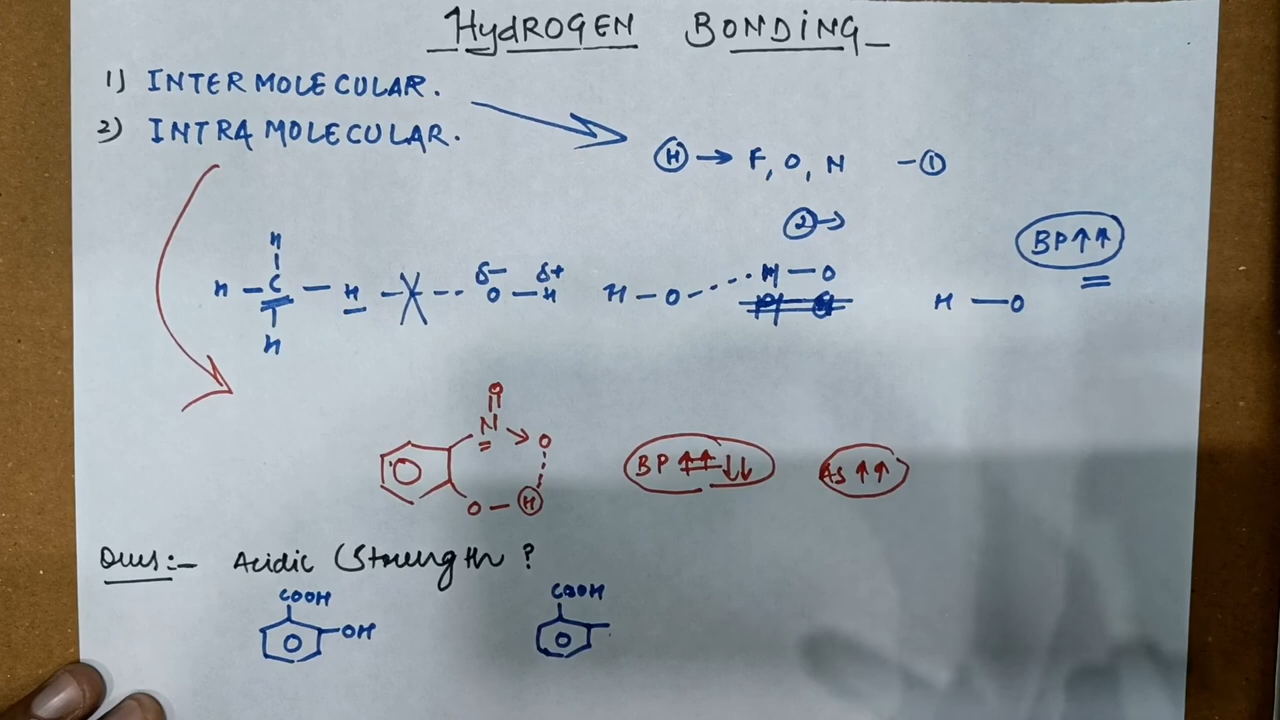 HydROGEN BONDiNG
1) INTERMOLECULAR.
2) INTRAMOLECULAR.
H → F, O, N - 1
2 →
BP ↑↑
H
H - C - H - X - - O - H
δ- δ+
H
H - O - - - H - O
H - O
O
N → O
O - H
BP ↑↑ ↓↓
AS ↑↑
Ques:- Acidic Strength ?
COOH
OH
COOH